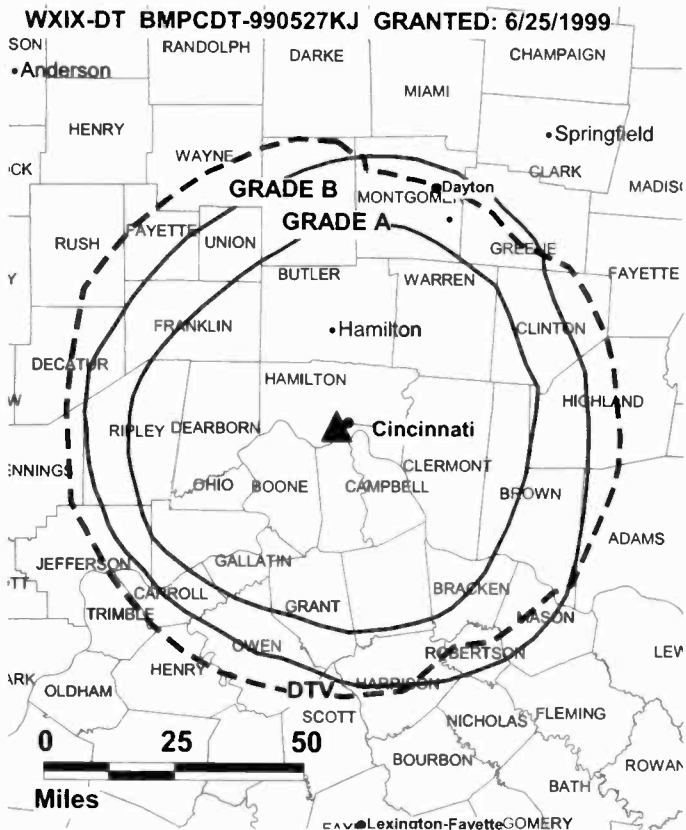 WXIX-DT BMPCDT-990527KJ GRANTED: 6/25/1999
SON
RANDOLPH
DARKE
CHAMPAIGN
Anderson
MIAMI
HENRY
Springfield
WAYNE
CK
CLARK
GRADE B
Dayton
MADISO
MONTGOMER
GRADE A
FAYETTE
RUSH
UNION
GREENE
Y
BUTLER
WARREN
FAYETTE
FRANKLIN
Hamilton
CLINTON
DECATUR
HAMILTON
W
HIGHLAND
RIPLEY
DEARBORN
Cincinnati
ENNINGS
CLERMONT
OHIO
BOONE
CAMPBELL
BROWN
ADAMS
JEFFERSON
GALLATIN
TT
CARROLL
BRACKEN
TRIMBLE
GRANT
MASON
OWEN
ROBERTSON
LEW
HENRY
ARK
HARRISON
OLDHAM
DTV
SCOTT
NICHOLAS
FLEMING
0 25 50
BOURBON
ROWAN
BATH
Miles
FAY
Lexington-Fayette
GOMERY